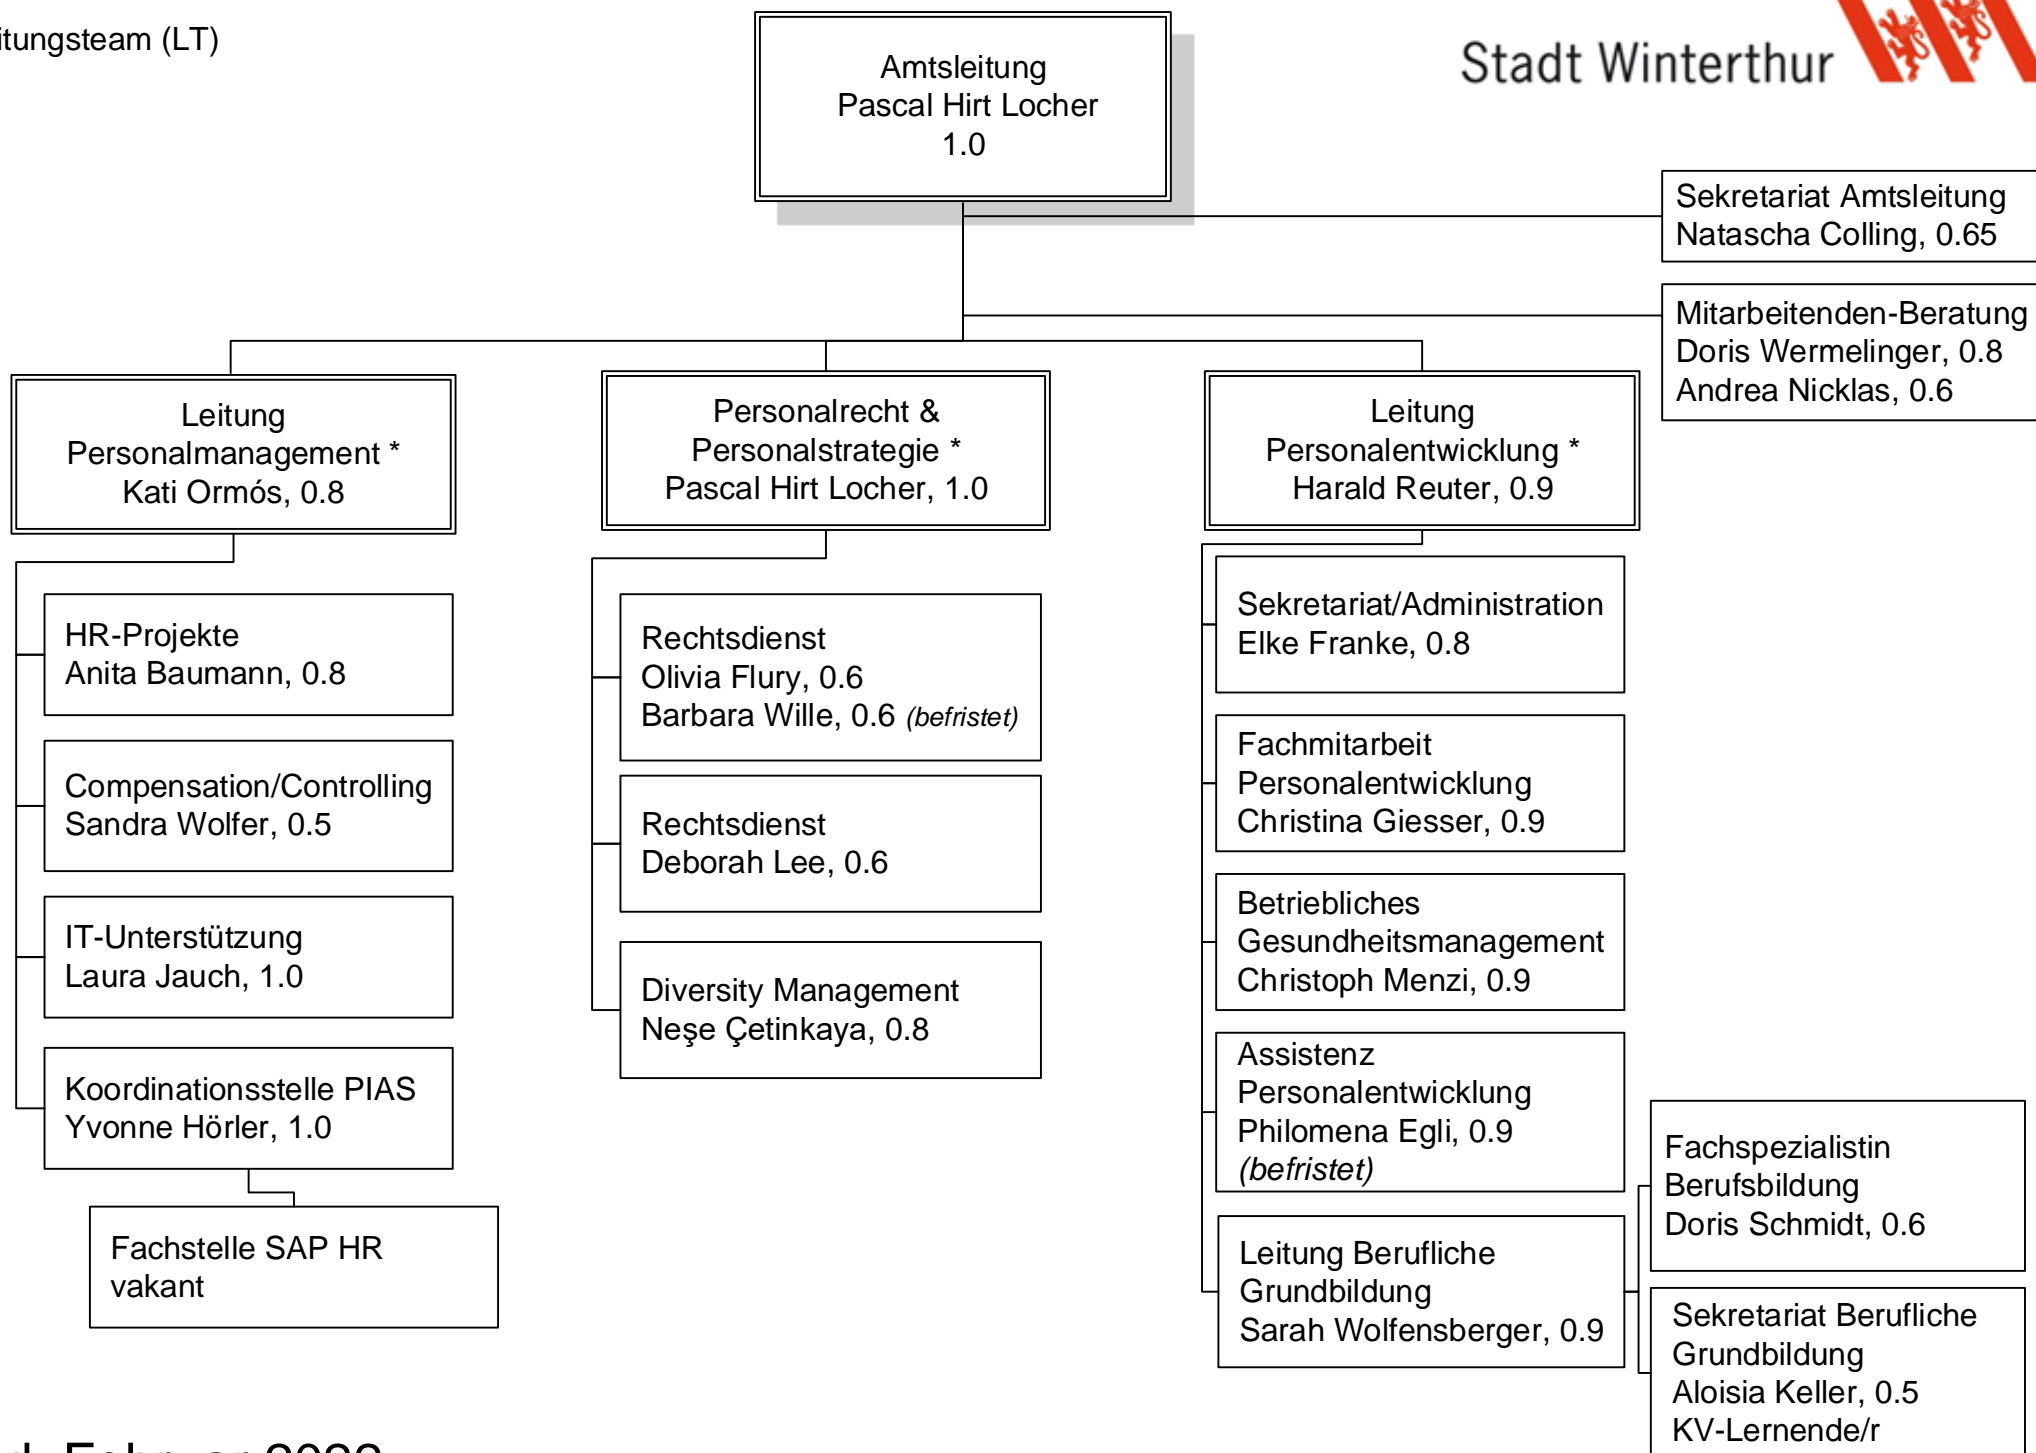 (LT)
Stadt Winterthur
Amtsleitung
Pascal Hirt Locher
1.0
Sekretariat Amtsleitung
Natascha Colling, 0.65
Mitarbeitenden-Beratung
Doris Wermelinger, 0.8
Andrea Nicklas, 0.6
Leitung
Personalmanagement *
Kati Ormós, 0.8
HR-Projekte
Anita Baumann, 0.8
Compensation/Controlling
Sandra Wolfer, 0.5
IT-Unterstützung
Laura Jauch, 1.0
Koordinationsstelle PIAS
Yvonne Hörler, 1.0
Fachstelle SAP HR
vakant
Personalrecht &
Personalstrategie *
Pascal Hirt Locher, 1.0
Rechtsdienst
Olivia Flury, 0.6
Barbara Wille, 0.6 (befristet)
Rechtsdienst
Deborah Lee, 0.6
Diversity Management
Neşe Çetinkaya, 0.8
Leitung
Personalentwicklung *
Harald Reuter, 0.9
Sekretariat/Administration
Elke Franke, 0.8
Fachmitarbeit
Personalentwicklung
Christina Giesser, 0.9
Betriebliches
Gesundheitsmanagement
Christoph Menzi, 0.9
Assistenz
Personalentwicklung
Philomena Egli, 0.9
(befristet)
Leitung Berufliche
Grundbildung
Sarah Wolfensberger, 0.9
Fachspezialistin
Berufsbildung
Doris Schmidt, 0.6
Sekretariat Berufliche
Grundbildung
Aloisia Keller, 0.5
KV-Lernende/r